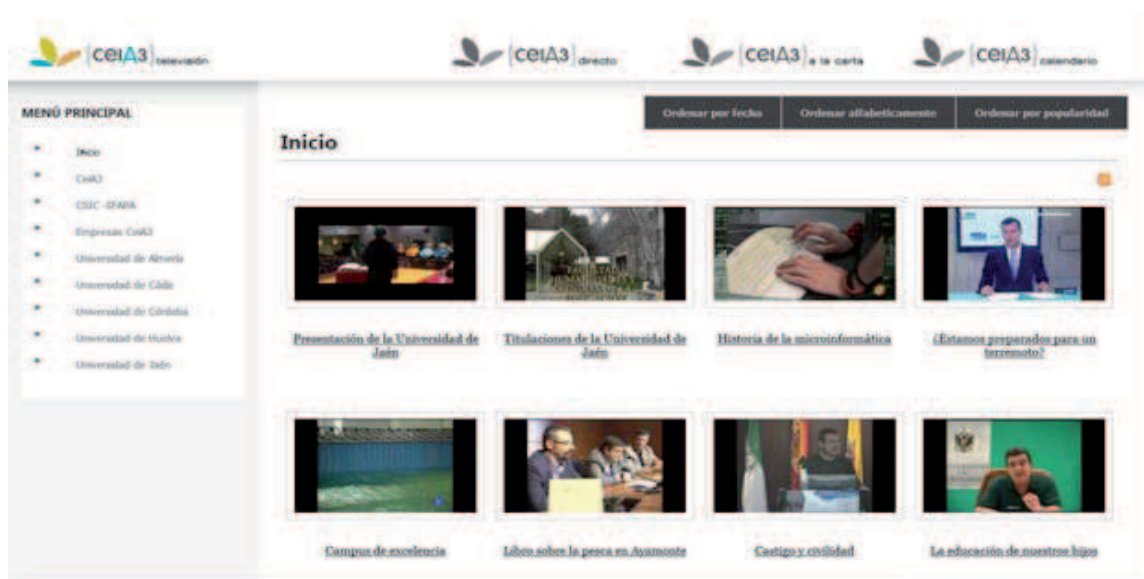 {ceiA3} televisión
{ceiA3} directo
{ceiA3} a la carta
{ceiA3} calendario
MENÚ PRINCIPAL
Inicio
CeiA3
CSIC -IFAPA
Empresas CeiA3
Universidad de Almería
Universidad de Cádiz
Universidad de Córdoba
Universidad de Huelva
Universidad de Jaén
Ordenar por fecha
Ordenar alfabeticamente
Ordenar por popularidad
Inicio
Presentación de la Universidad de
Jaén
Titulaciones de la Universidad de
Jaén
Historia de la microinformática
¿Estamos preparados para un
terremoto?
Campus de excelencia
Libro sobre la pesca en Ayamonte
Castigo y civilidad
La educación de nuestros hijos